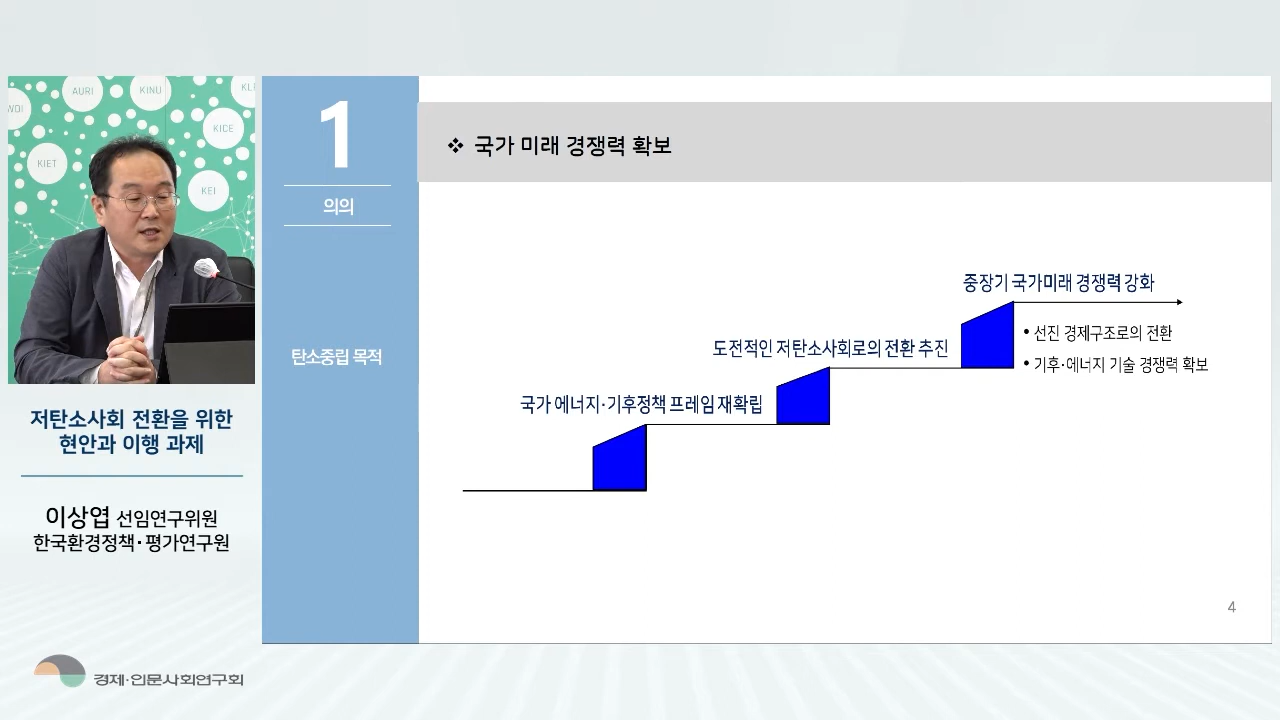 AURI
KINU
KICE
KIET
KEI
저탄소사회 전환을 위한
현안과 이행 과제
이상엽 선임연구위원
한국환경정책·평가연구원
경제·인문사회연구회
1
의의
탄소중립 목적
❖ 국가 미래 경쟁력 확보
중장기 국가미래 경쟁력 강화
• 선진 경제구조로의 전환
• 기후·에너지 기술 경쟁력 확보
도전적인 저탄소사회로의 전환 추진
국가 에너지·기후정책 프레임 재확립
4